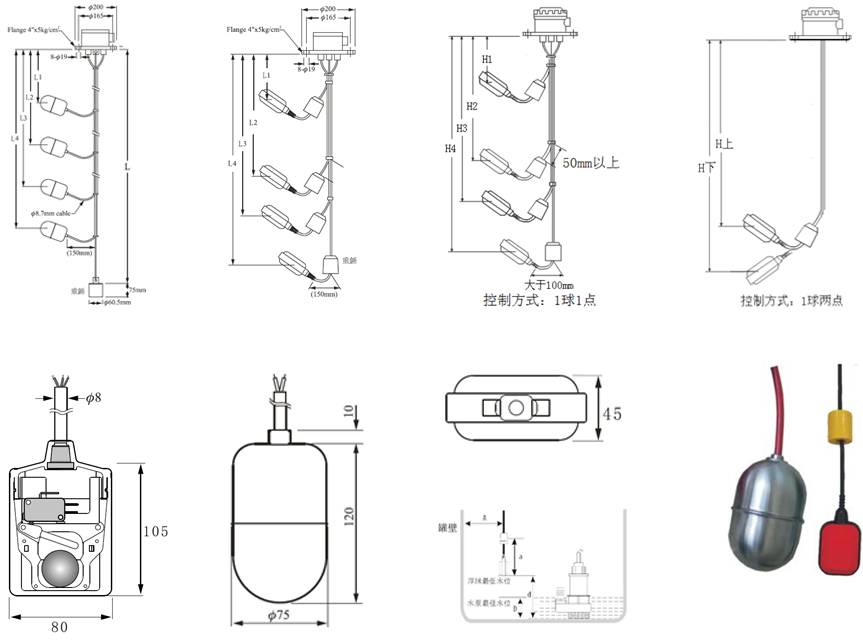 φ200
φ165
Flange 4"x5kg/cm²
8-φ19
L1
L2
L3
L4
L
φ8.7mm cable
(150mm)
重錘
75mm
φ60.5mm
φ200
φ165
Flange 4"x5kg/cm²
8-φ19
L1
L2
L3
L4
重錘
(150mm)
H1
H2
H3
H4
50mm以上
大于100mm
控制方式：1球1点
H上
H下
控制方式：1球两点
φ8
105
80
10
120
φ75
45
罐壁
a
浮球最低水位
d
水泵最低水位
D